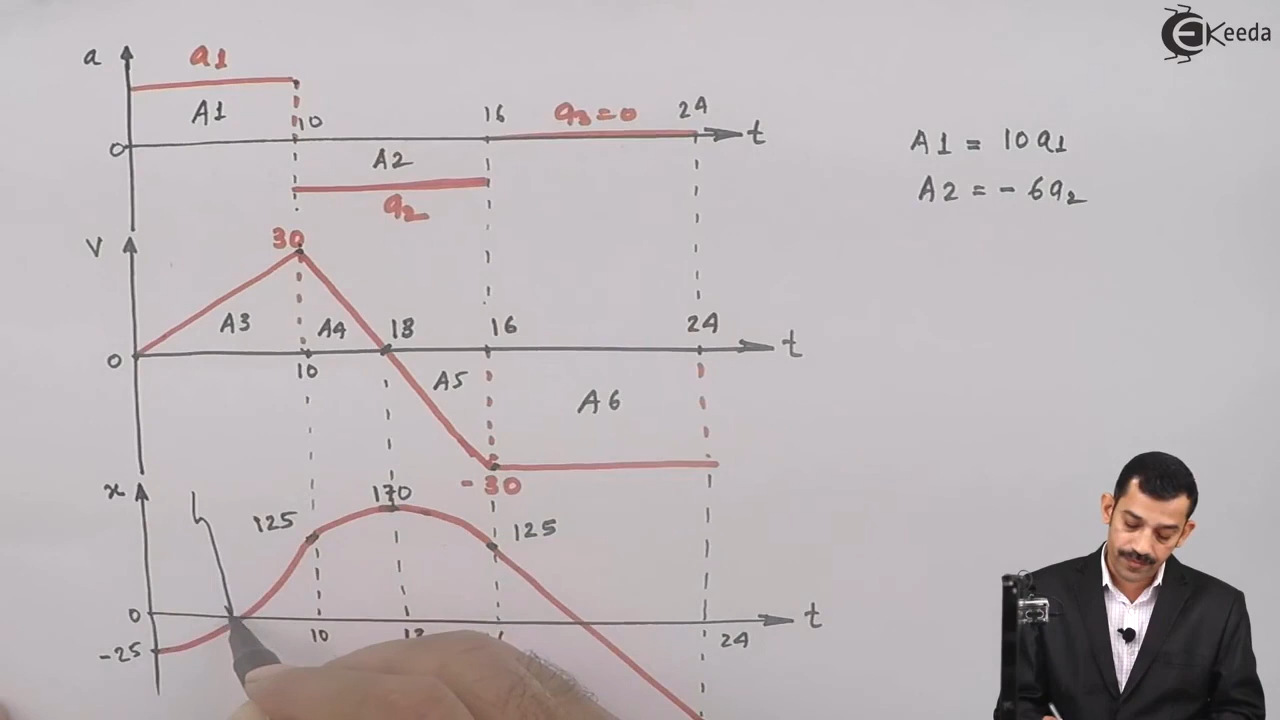 EKeeda
a
a1
A1
10
16
a3=0
24
t
0
A2
a2
A1 = 10a1
A2 = - 6a2
V
30
A3
A4
18
16
24
t
0
10
A5
A6
- 30
x
170
125
125
0
t
10
24
-25